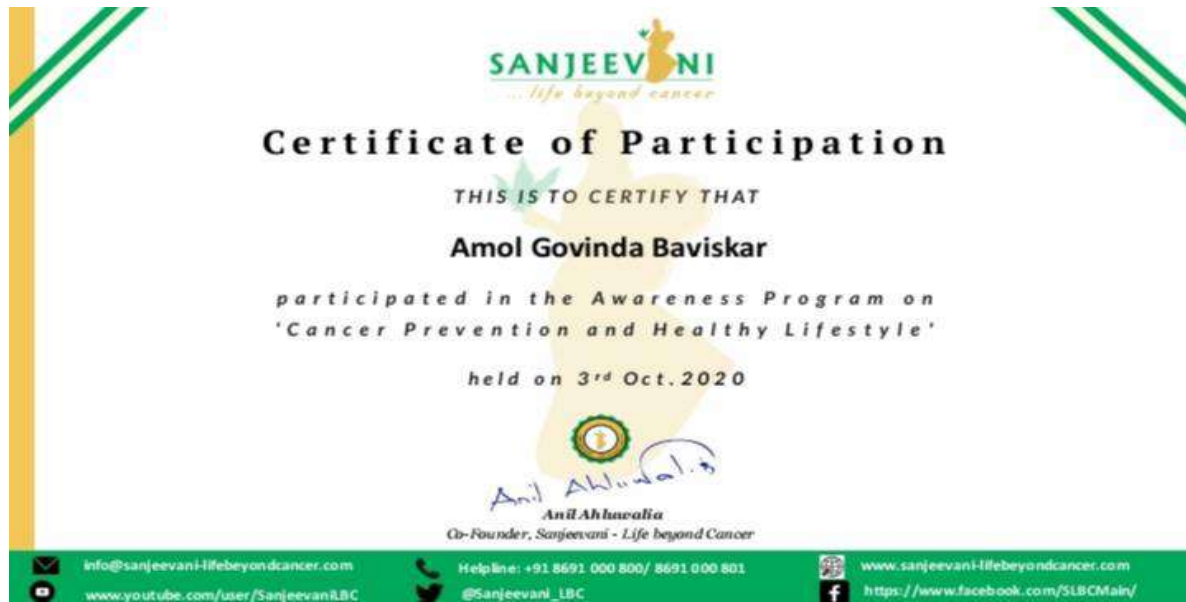 SANJEEVANI
... life beyond cancer
Certificate of Participation
THIS IS TO CERTIFY THAT
Amol Govinda Baviskar
participated in the Awareness Program on
'Cancer Prevention and Healthy Lifestyle'
held on 3rd Oct.2020
Anil Ahluwalia
Anil Ahluwalia
Co-Founder, Sanjeevani - Life beyond Cancer
info@sanjeevani-lifebeyondcancer.com Helpline: +91 8691 000 800/ 8691 000 801 www.sanjeevani-lifebeyondcancer.com
www.youtube.com/user/SanjeevaniLBC @Sanjeevani_LBC https://www.facebook.com/SLBCMain/